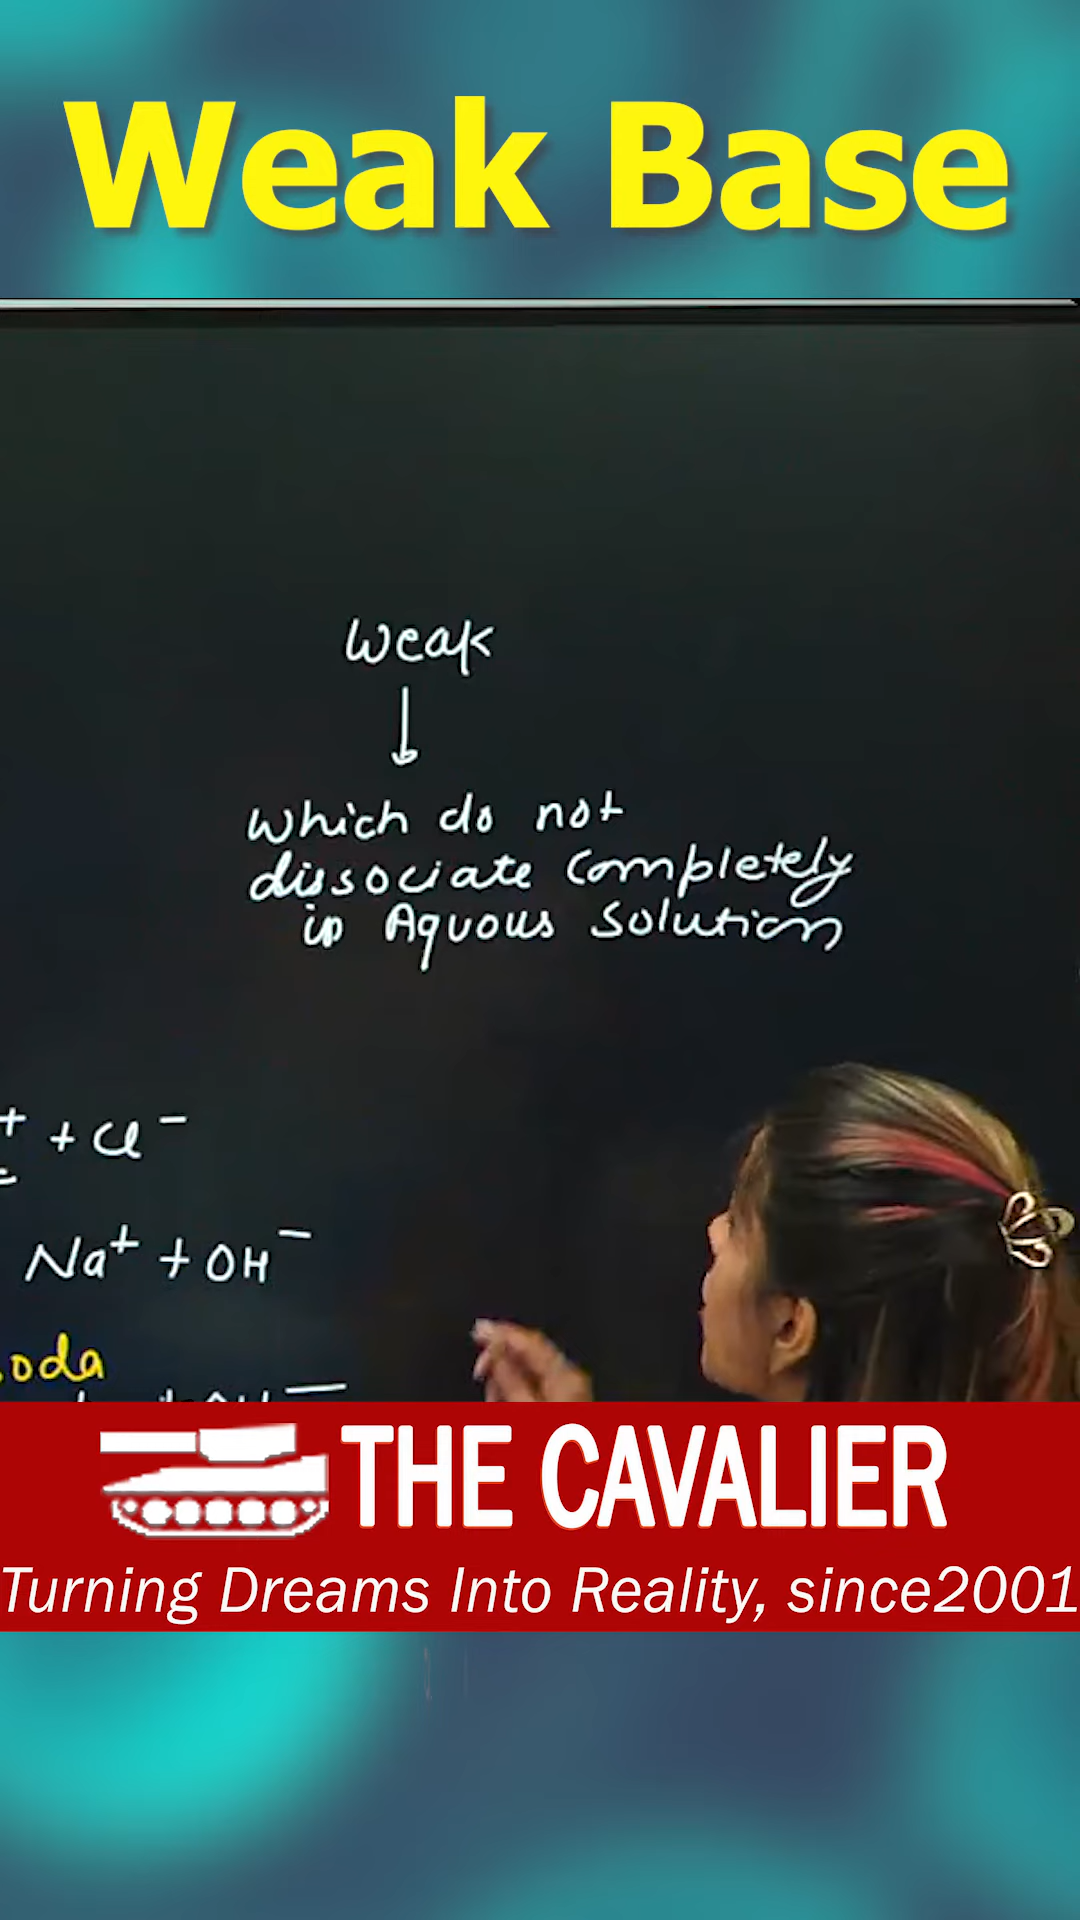 Weak Base
Weak
Which do not
dissociate Completely
in Aquous Solution
+ + Cl −
Na+ + OH −
oda
+ OH −
THE CAVALIER
Turning Dreams Into Reality, since2001